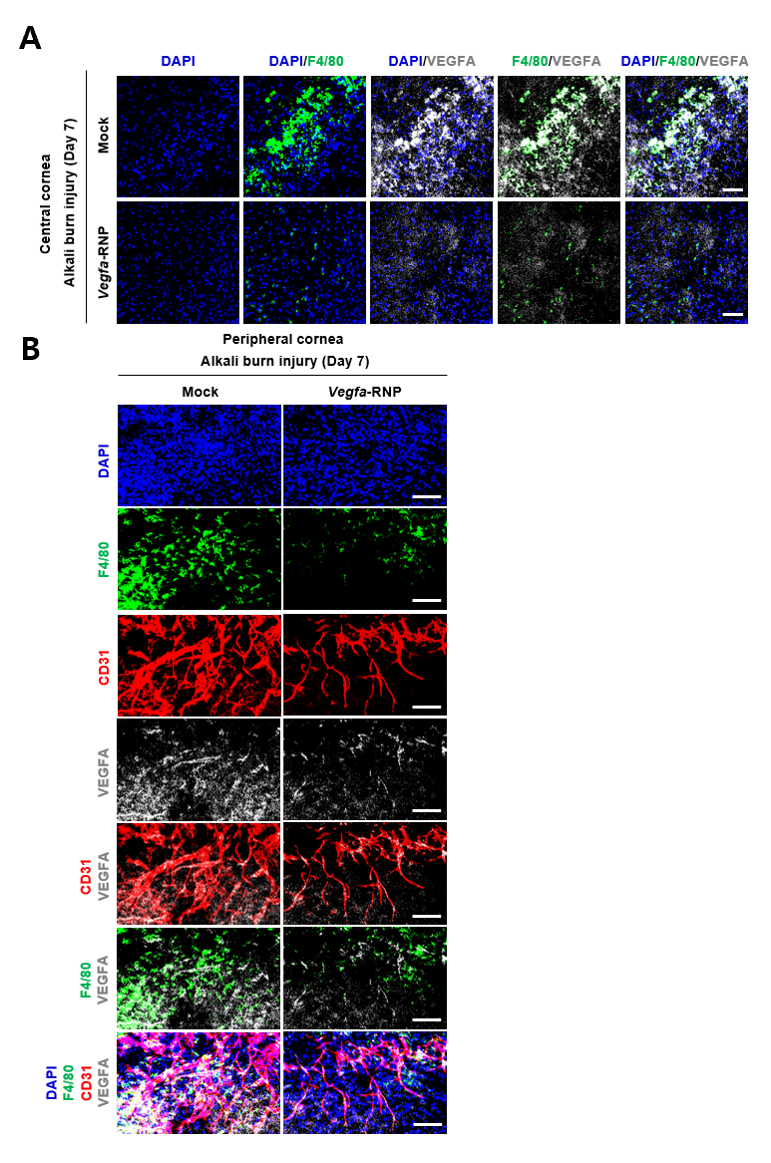 A
DAPI DAPI/F4/80 DAPI/VEGFA F4/80/VEGFA DAPI/F4/80/VEGFA
Central cornea
Alkali burn injury (Day 7)
Mock
Vegfa-RNP
B
Peripheral cornea
Alkali burn injury (Day 7)
Mock Vegfa-RNP
DAPI
F4/80
CD31
VEGFA
CD31
VEGFA
F4/80
VEGFA
DAPI
F4/80
CD31
VEGFA